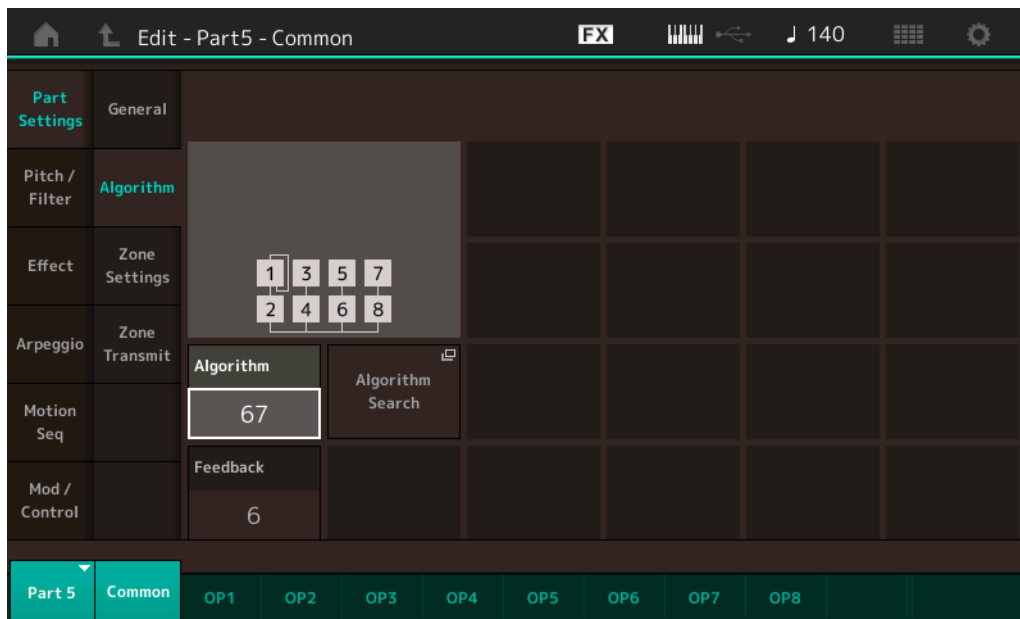 Edit - Part5 - Common FX ♩ 140
Part
Settings
General
Pitch /
Filter
Algorithm
Effect
Zone
Settings
1 3 5 7
2 4 6 8
Arpeggio
Zone
Transmit
Algorithm
67
Algorithm
Search
Motion
Seq
Feedback
6
Mod /
Control
Part 5 Common OP1 OP2 OP3 OP4 OP5 OP6 OP7 OP8